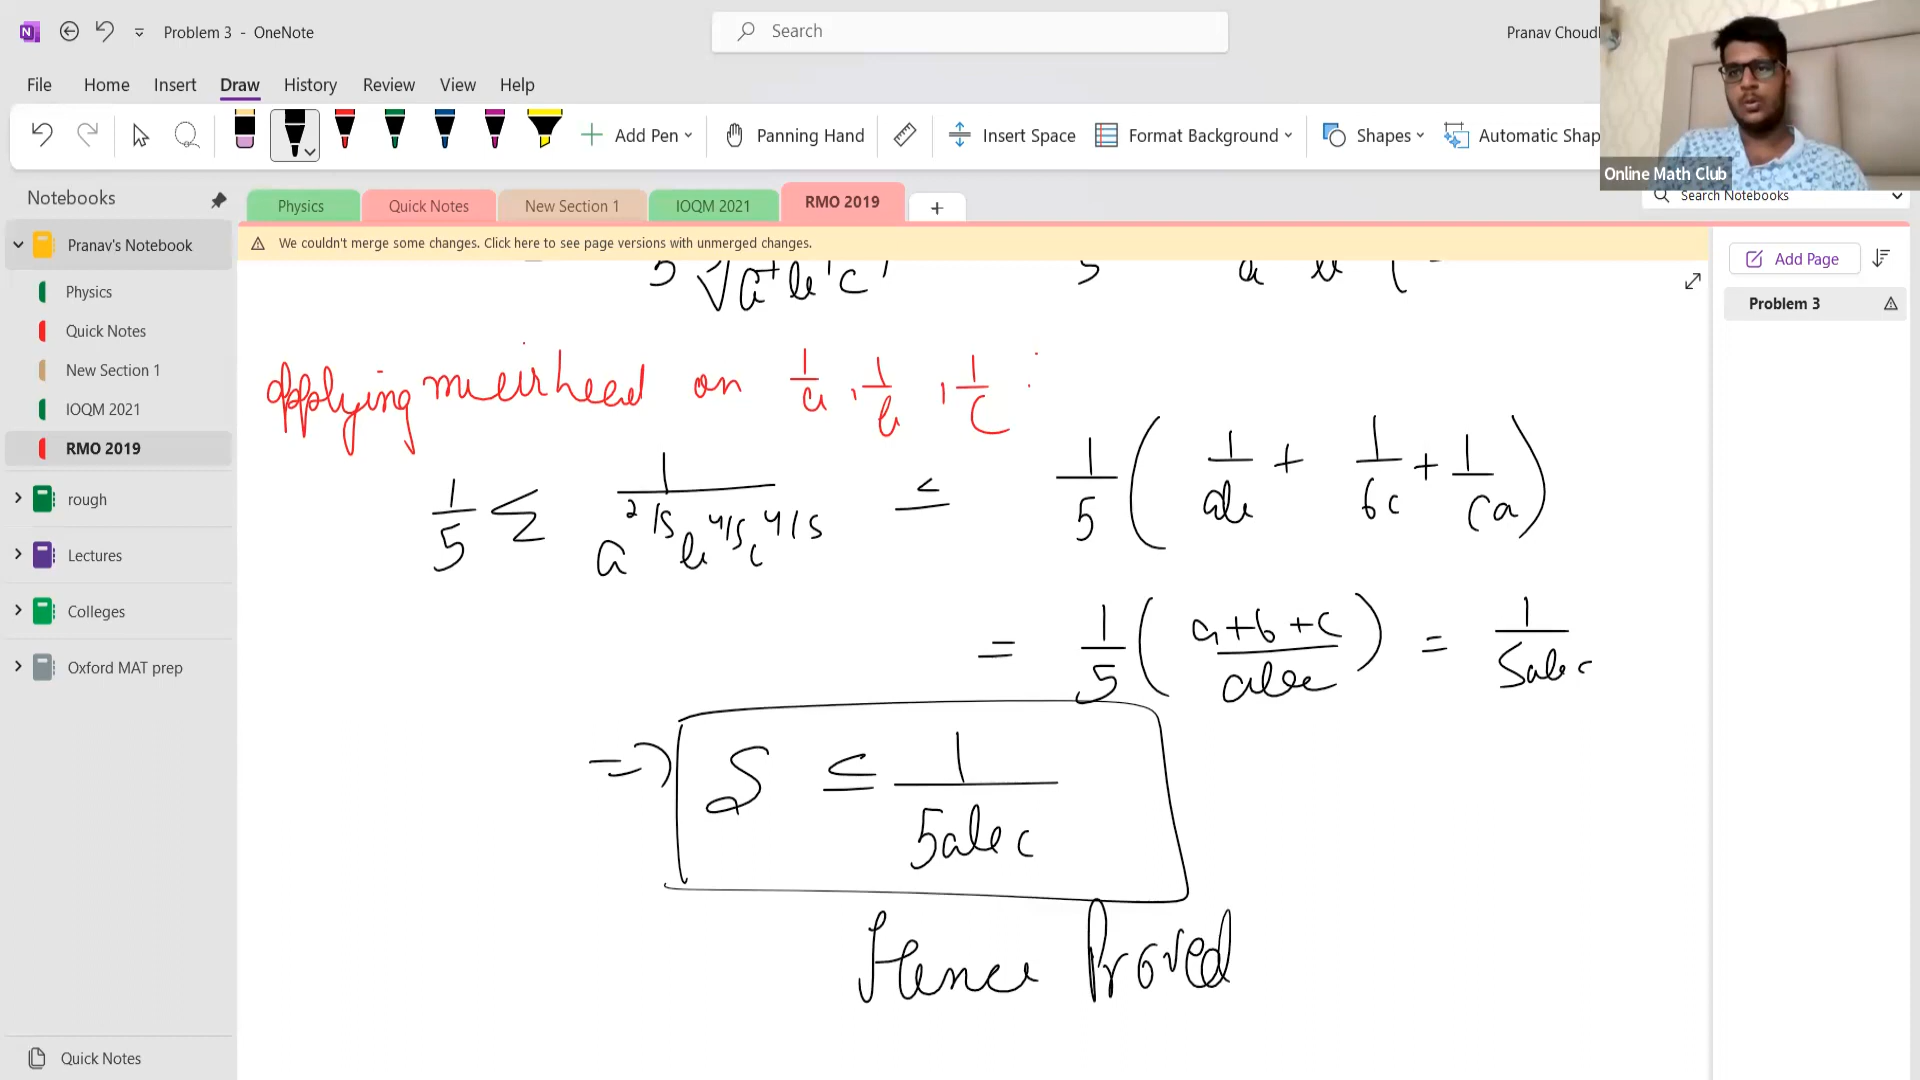 Problem 3 - OneNote
Search
Pranav Choudh
File Home Insert Draw History Review View Help
Add Pen Panning Hand Insert Space Format Background Shapes Automatic Shap
Online Math Club
Notebooks
Physics Quick Notes New Section 1 IOQM 2021 RMO 2019 +
Search Notebooks
Pranav's Notebook
We couldn't merge some changes. Click here to see page versions with unmerged changes.
Add Page
Physics
Problem 3
Quick Notes
New Section 1
IOQM 2021
RMO 2019
rough
Lectures
Colleges
Oxford MAT prep
Quick Notes
applying muirhead on 1/a, 1/b, 1/c :
1/5 Σ 1/(a^2/5 b^4/5 c^4/5) ≤ 1/5 (1/ab + 1/bc + 1/ca)
= 1/5 ((a+b+c)/abc) = 1/5abc
=> S ≤ 1/5abc
Hence Proved